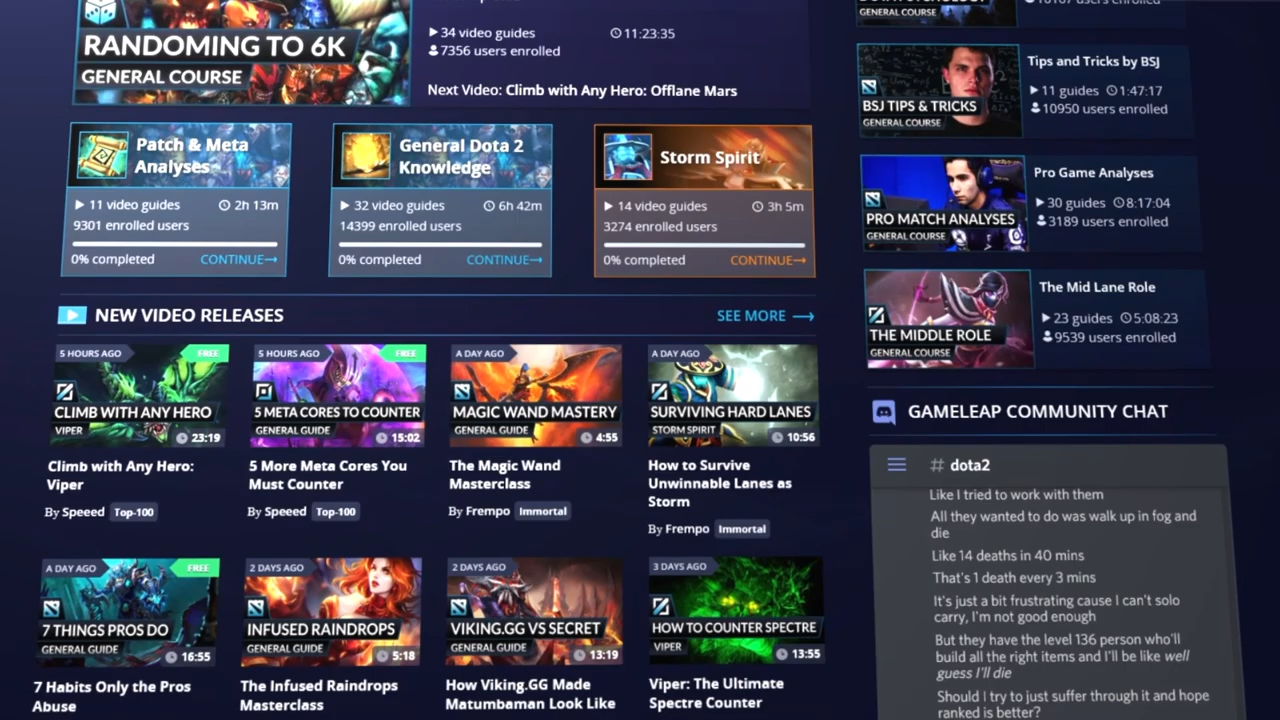 RANDOMING TO 6K
GENERAL COURSE
34 video guides
11:23:35
7356 users enrolled
Next Video: Climb with Any Hero: Offlane Mars
Patch & Meta
Analyses
11 video guides
2h 13m
9301 enrolled users
0% completed
CONTINUE→
General Dota 2
Knowledge
32 video guides
6h 42m
14399 enrolled users
0% completed
CONTINUE→
Storm Spirit
14 video guides
3h 5m
3274 enrolled users
0% completed
CONTINUE→
NEW VIDEO RELEASES
SEE MORE →
5 HOURS AGO
FREE
CLIMB WITH ANY HERO
VIPER
23:19
Climb with Any Hero:
Viper
By Speeed Top-100
5 HOURS AGO
FREE
5 META CORES TO COUNTER
GENERAL GUIDE
15:02
5 More Meta Cores You
Must Counter
By Speeed Top-100
A DAY AGO
MAGIC WAND MASTERY
GENERAL GUIDE
4:55
The Magic Wand
Masterclass
By Frempo Immortal
A DAY AGO
SURVIVING HARD LANES
STORM SPIRIT
10:56
How to Survive
Unwinnable Lanes as
Storm
By Frempo Immortal
A DAY AGO
FREE
7 THINGS PROS DO
GENERAL GUIDE
16:55
7 Habits Only the Pros
Abuse
2 DAYS AGO
INFUSED RAINDROPS
GENERAL GUIDE
5:18
The Infused Raindrops
Masterclass
2 DAYS AGO
VIKING.GG VS SECRET
GENERAL GUIDE
13:19
How Viking.GG Made
Matumbaman Look Like
3 DAYS AGO
HOW TO COUNTER SPECTRE
VIPER
13:55
Viper: The Ultimate
Spectre Counter
GENERAL COURSE
users enrolled
BSJ TIPS & TRICKS
GENERAL COURSE
Tips and Tricks by BSJ
11 guides 1:47:17
10950 users enrolled
PRO MATCH ANALYSES
GENERAL COURSE
Pro Game Analyses
30 guides 8:17:04
3189 users enrolled
THE MIDDLE ROLE
GENERAL COURSE
The Mid Lane Role
23 guides 5:08:23
9539 users enrolled
GAMELEAP COMMUNITY CHAT
# dota2
Like I tried to work with them
All they wanted to do was walk up in fog and
die
Like 14 deaths in 40 mins
That's 1 death every 3 mins
It's just a bit frustrating cause I can't solo
carry, I'm not good enough
But they have the level 136 person who'll
build all the right items and I'll be like well
guess I'll die
Should I try to just suffer through it and hope
ranked is better?